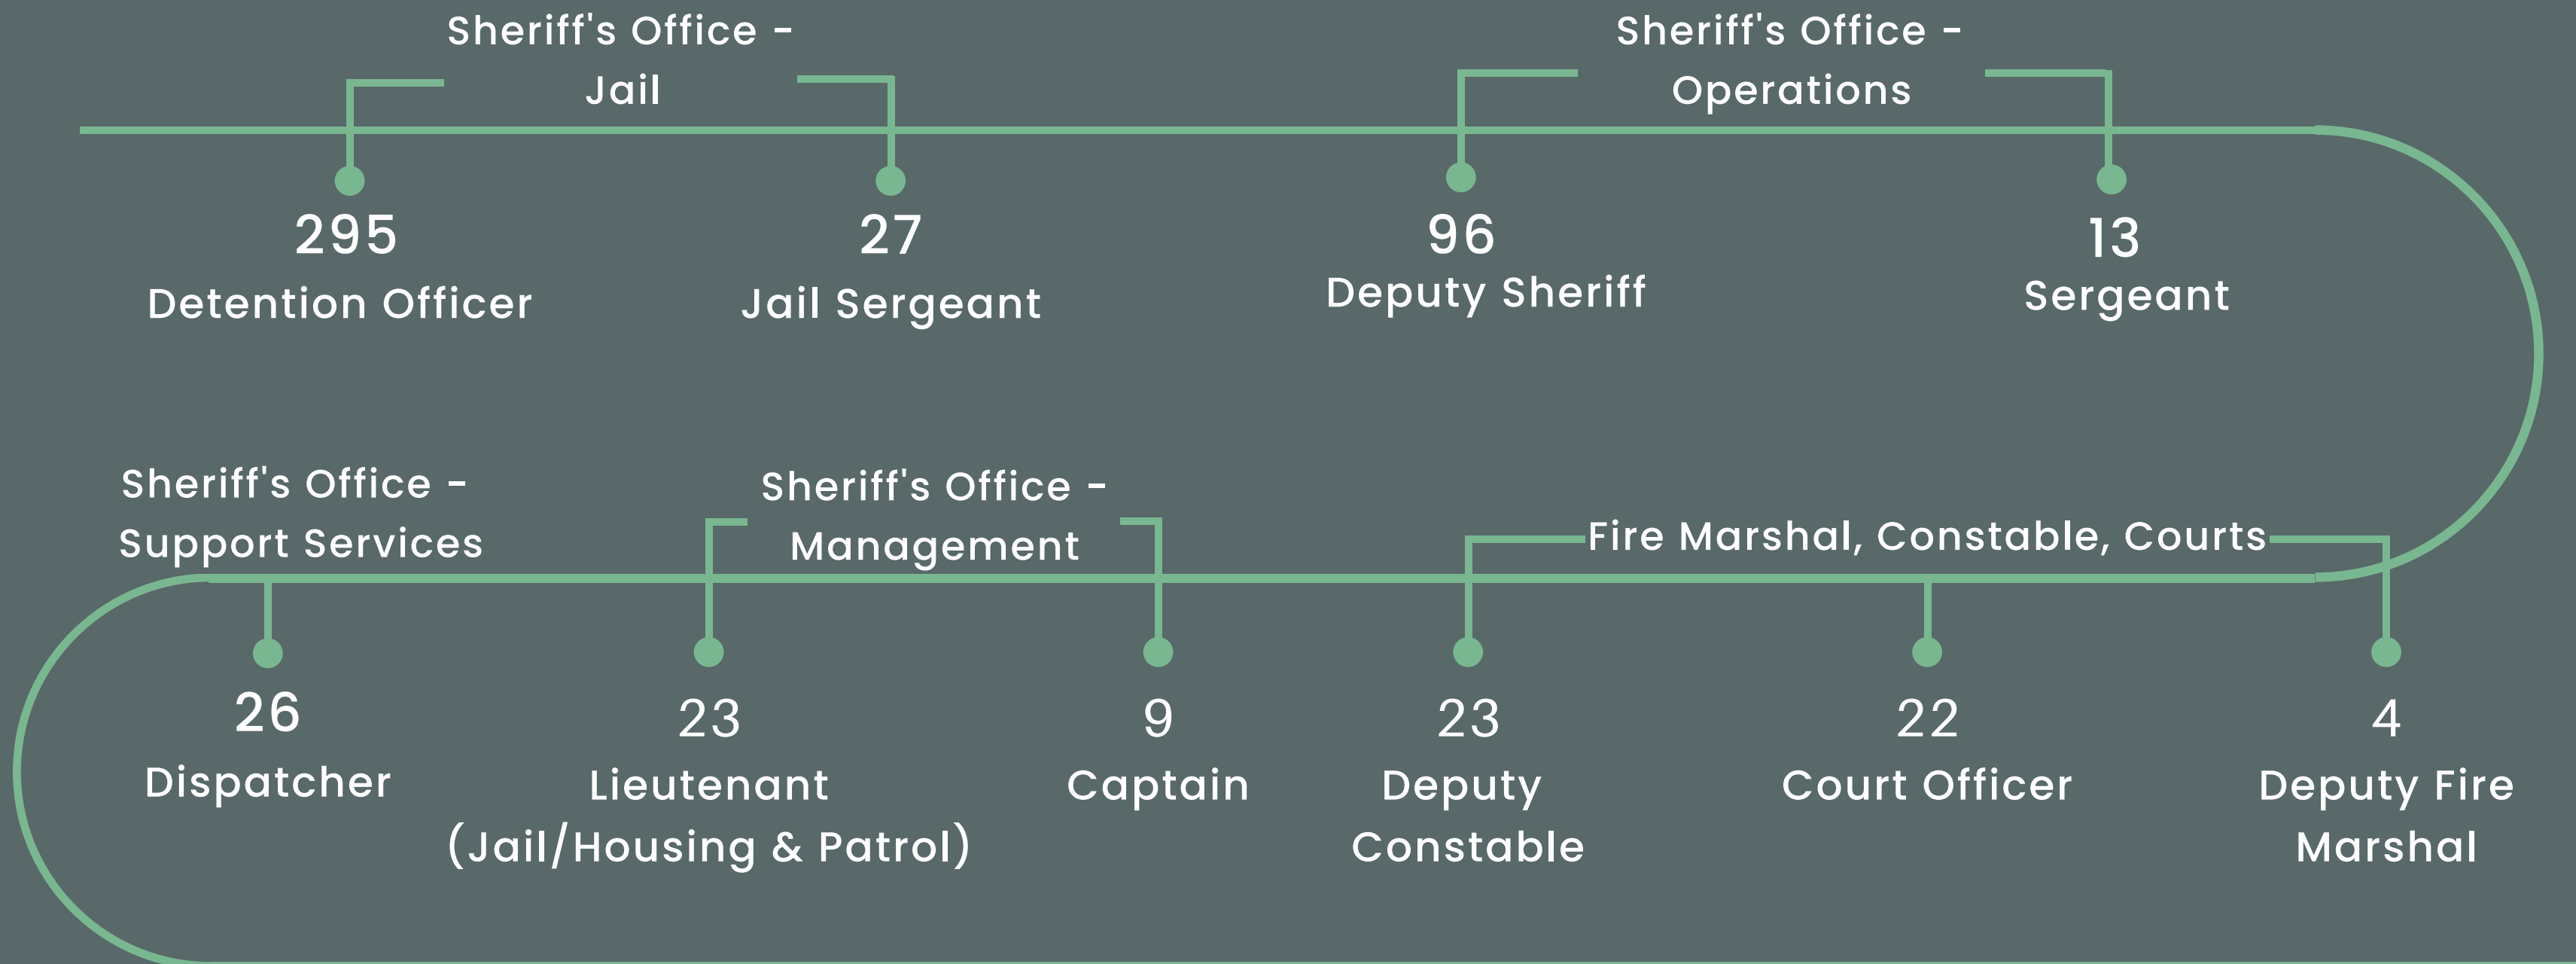 Sheriff's Office -
Jail
295
Detention Officer
27
Jail Sergeant
Sheriff's Office -
Operations
96
Deputy Sheriff
13
Sergeant
Sheriff's Office -
Support Services
26
Dispatcher
Sheriff's Office -
Management
23
Lieutenant
(Jail/Housing & Patrol)
9
Captain
Fire Marshal, Constable, Courts
23
Deputy
Constable
22
Court Officer
4
Deputy Fire
Marshal